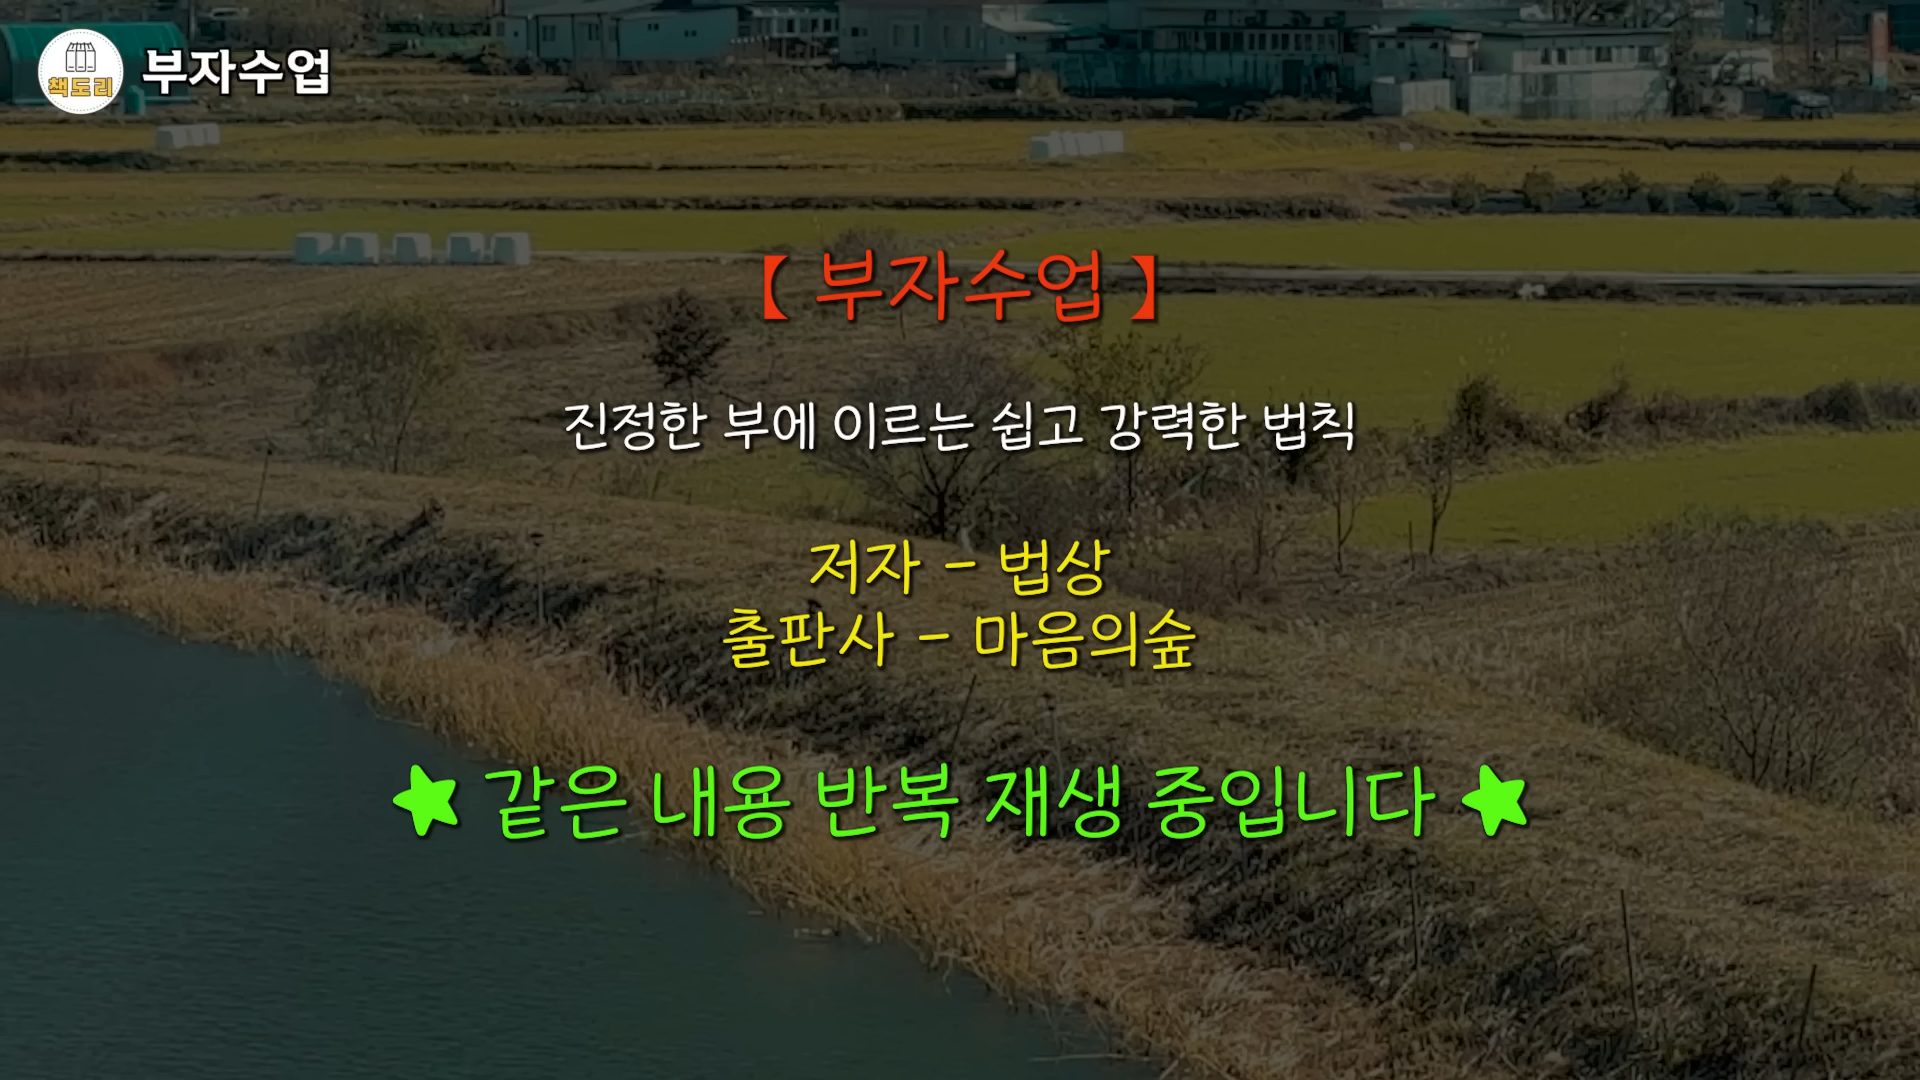 책도리
부자수업
【 부자수업 】
진정한 부에 이르는 쉽고 강력한 법칙
저자 - 법상
출판사 - 마음의숲
★ 같은 내용 반복 재생 중입니다 ★